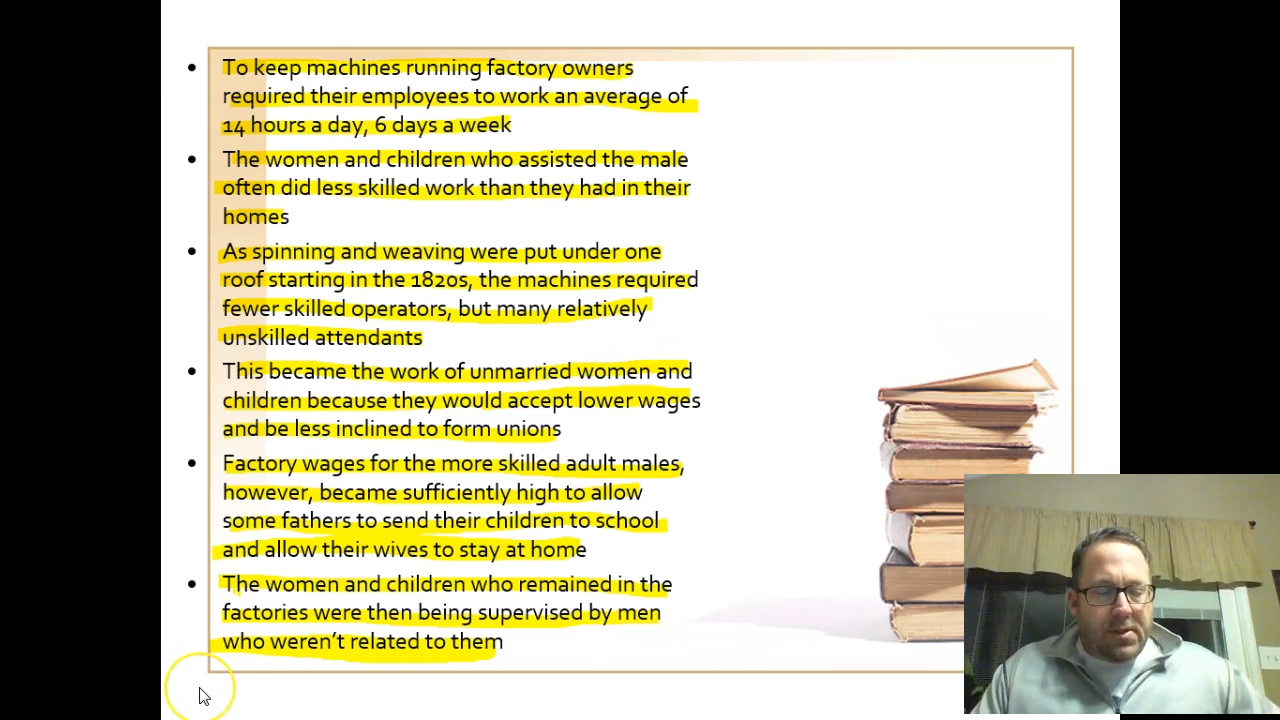 • To keep machines running factory owners
required their employees to work an average of
14 hours a day, 6 days a week
• The women and children who assisted the male
often did less skilled work than they had in their
homes
• As spinning and weaving were put under one
roof starting in the 1820s, the machines required
fewer skilled operators, but many relatively
unskilled attendants
• This became the work of unmarried women and
children because they would accept lower wages
and be less inclined to form unions
• Factory wages for the more skilled adult males,
however, became sufficiently high to allow
some fathers to send their children to school
and allow their wives to stay at home
• The women and children who remained in the
factories were then being supervised by men
who weren't related to them